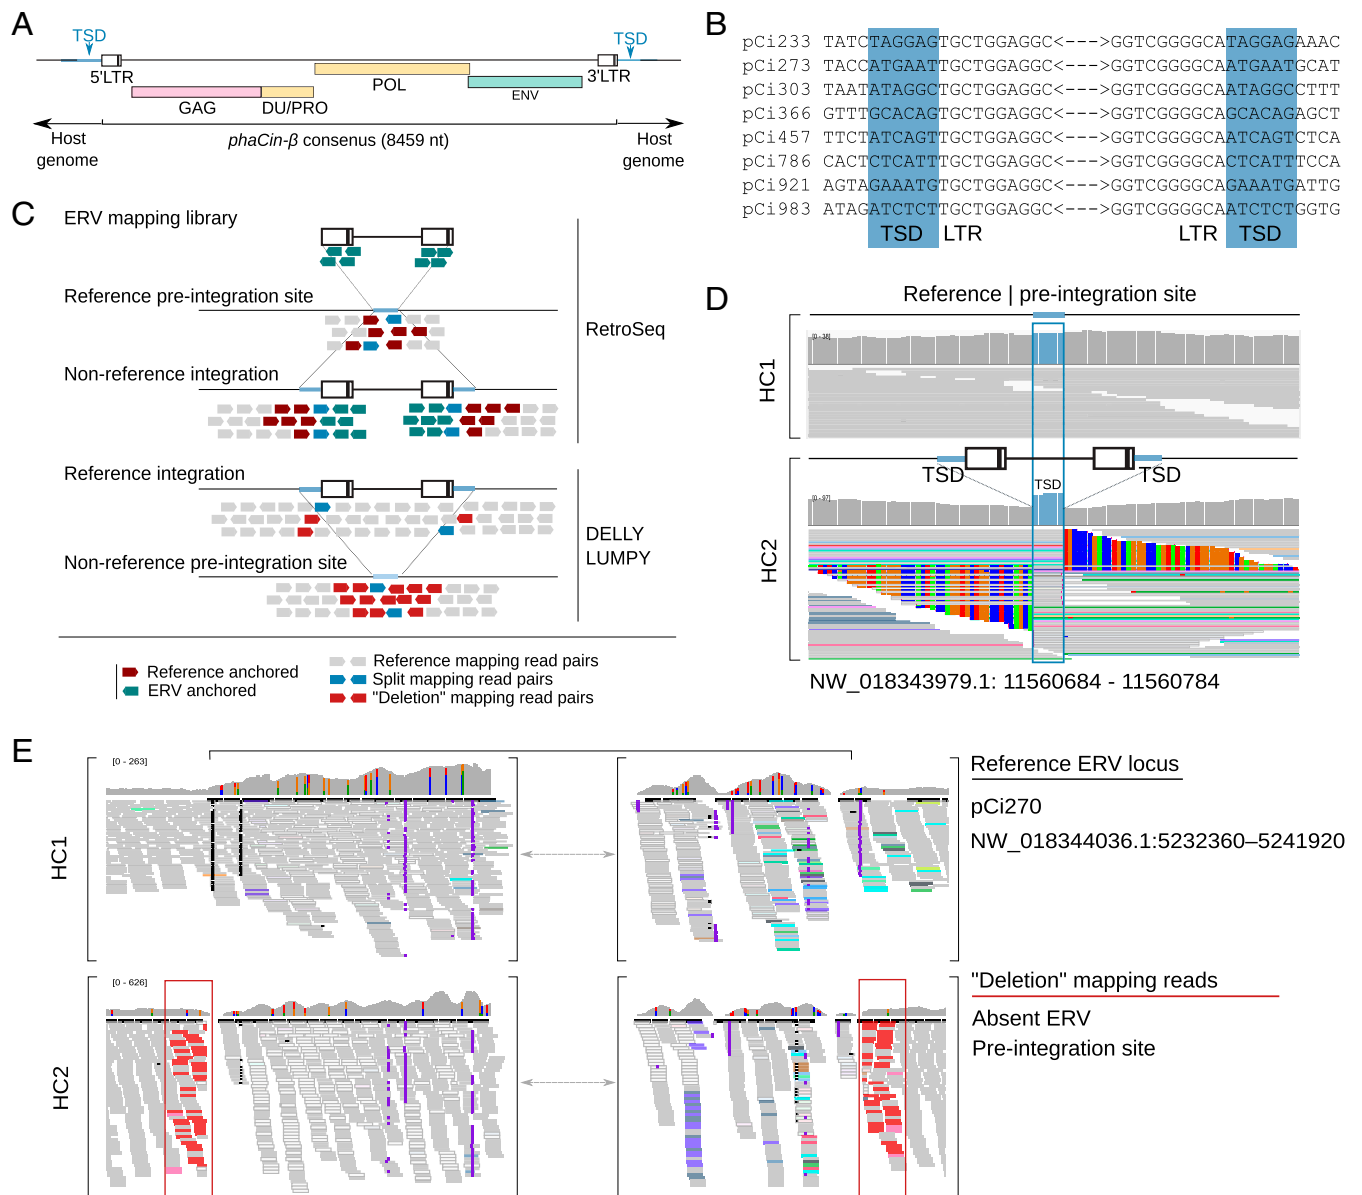 A
TSD
TSD
5'LTR
3'LTR
GAG
DU/PRO
POL
ENV
Host genome
phaCin-β consenus (8459 nt)
Host genome
B
pCi233 TATCTAGGAGTGCTGGAGGC<--->GGTCGGGGCATAGGAGAAAC
pCi273 TACCATGAATTGCTGGAGGC<--->GGTCGGGGCAATGAATGCAT
pCi303 TAATATAGGCTGCTGGAGGC<--->GGTCGGGGCAATAGGCCTTT
pCi366 GTTTGCACAGTGCTGGAGGC<--->GGTCGGGGCAGCACAGAGCT
pCi457 TTCTATCAGTTGCTGGAGGC<--->GGTCGGGGCAATCAGTCTCA
pCi786 CACTCTCATTTGCTGGAGGC<--->GGTCGGGGCACTCATTTCCA
pCi921 AGTAGAAATGTGCTGGAGGC<--->GGTCGGGGCAGAAATGATTG
pCi983 ATAGATCTCTTGCTGGAGGC<--->GGTCGGGGCAATCTCTGGTG
TSD LTR LTR TSD
C
ERV mapping library
Reference pre-integration site
RetroSeq
Non-reference integration
Reference integration
DELLY
LUMPY
Non-reference pre-integration site
Reference anchored
ERV anchored
Reference mapping read pairs
Split mapping read pairs
"Deletion" mapping read pairs
D
Reference | pre-integration site
HC1
[0 - 38]
TSD
TSD
TSD
HC2
[0 - 97]
NW_018343979.1: 11560684 - 11560784
E
HC1
[0 - 263]
Reference ERV locus
pCi270
NW_018344036.1:5232360–5241920
HC2
[0 - 626]
"Deletion" mapping reads
Absent ERV
Pre-integration site